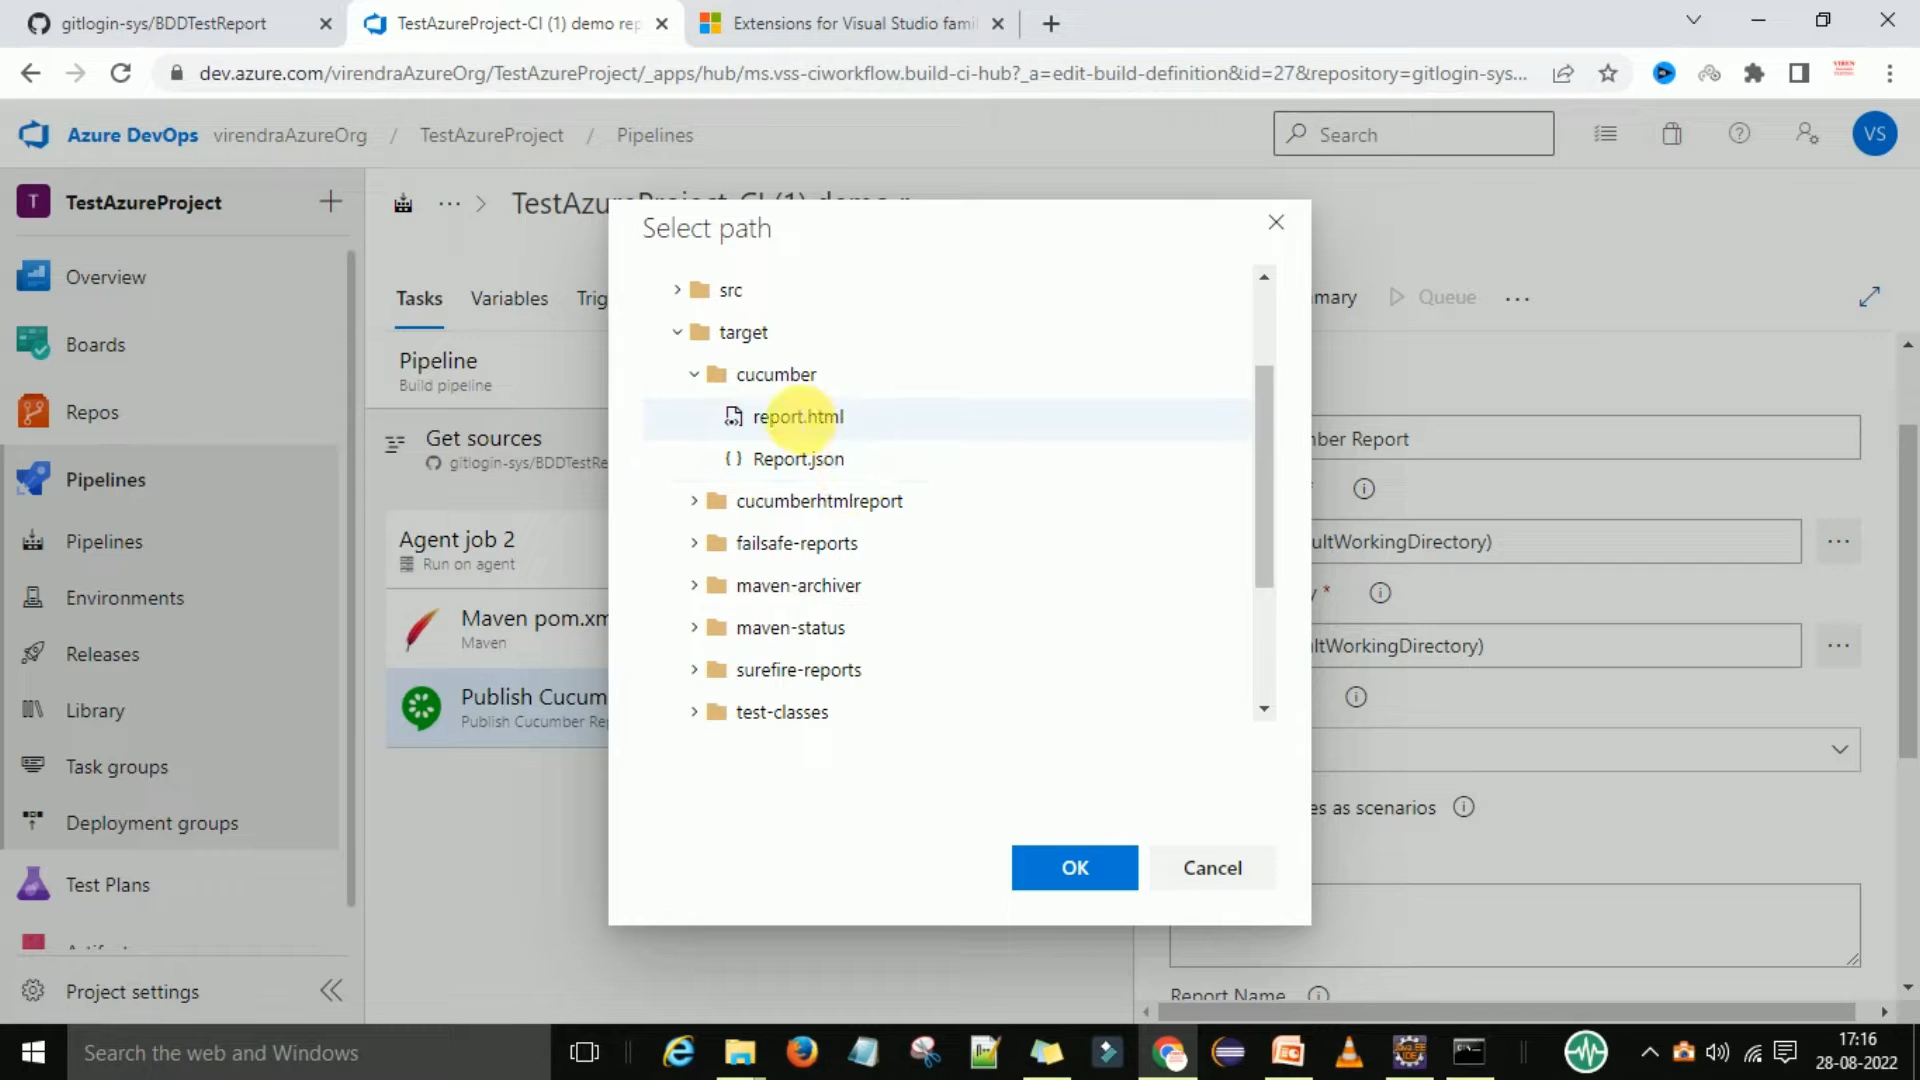 gitlogin-sys/BDDTestReport
TestAzureProject-CI (1) demo rep
Extensions for Visual Studio fami
dev.azure.com/virendraAzureOrg/TestAzureProject/_apps/hub/ms.vss-ciworkflow.build-ci-hub?_a=edit-build-definition&id=27&repository=gitlogin-sys...
Azure DevOps virendraAzureOrg / TestAzureProject / Pipelines
Search
VS
T TestAzureProject
Overview
Boards
Repos
Pipelines
Pipelines
Environments
Releases
Library
Task groups
Deployment groups
Test Plans
Project settings
Tasks Variables Trig
Pipeline
Build pipeline
Get sources
gitlogin-sys/BDDTestRe
Agent job 2
Run on agent
Maven pom.xm
Maven
Publish Cucum
Publish Cucumber Re
Select path
src
target
cucumber
report.html
Report.json
cucumberhtmlreport
failsafe-reports
maven-archiver
maven-status
surefire-reports
test-classes
OK Cancel
mmary Queue
ber Report
ultWorkingDirectory)
y *
ltWorkingDirectory)
es as scenarios
Report Name
Search the web and Windows
17:16
28-08-2022